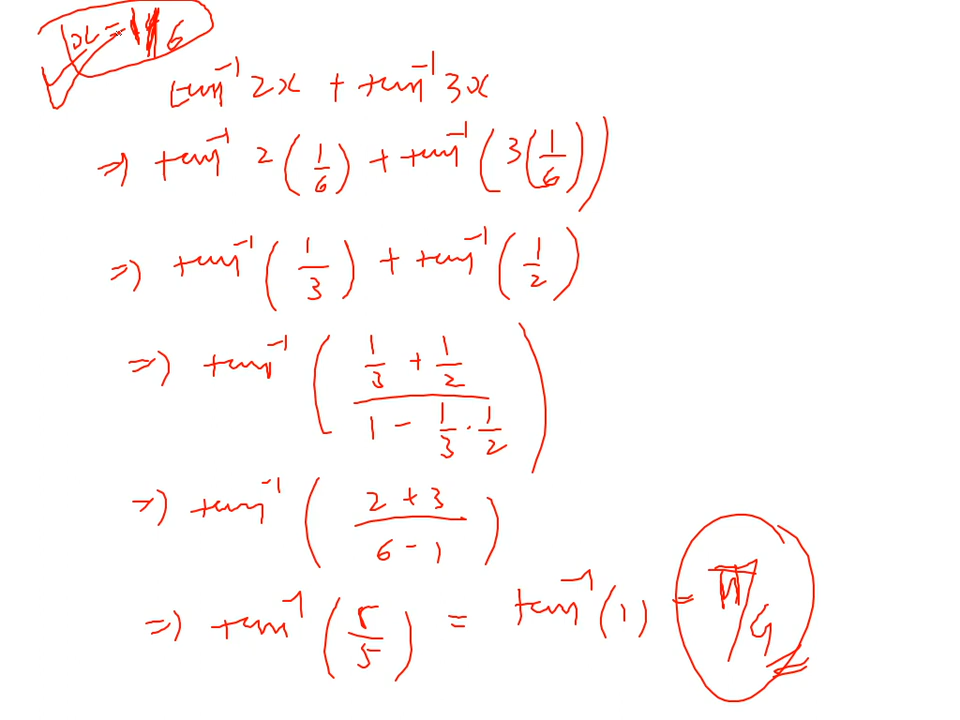 x = 1/6
tan⁻¹ 2x + tan⁻¹ 3x
⇒ tan⁻¹ 2(1/6) + tan⁻¹(3(1/6))
⇒ tan⁻¹(1/3) + tan⁻¹(1/2)
⇒ tan⁻¹((1/3 + 1/2)/(1 - 1/3 · 1/2))
⇒ tan⁻¹((2 + 3)/(6 - 1))
⇒ tan⁻¹(5/5) = tan⁻¹(1) = π/4